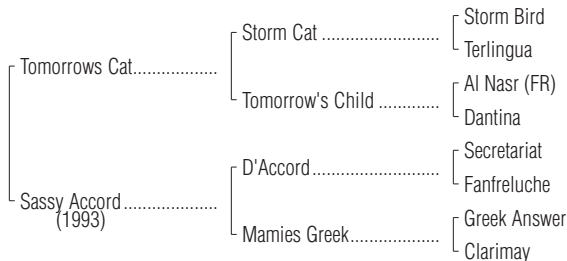 Storm Bird
Storm Cat ........................
Terlingua
Tomorrows Cat.................
Al Nasr (FR)
Tomorrow's Child .............
Dantina
Secretariat
D'Accord..........................
Fanfreluche
Sassy Accord ...................
(1993)
Greek Answer
Mamies Greek..................
Clarimay